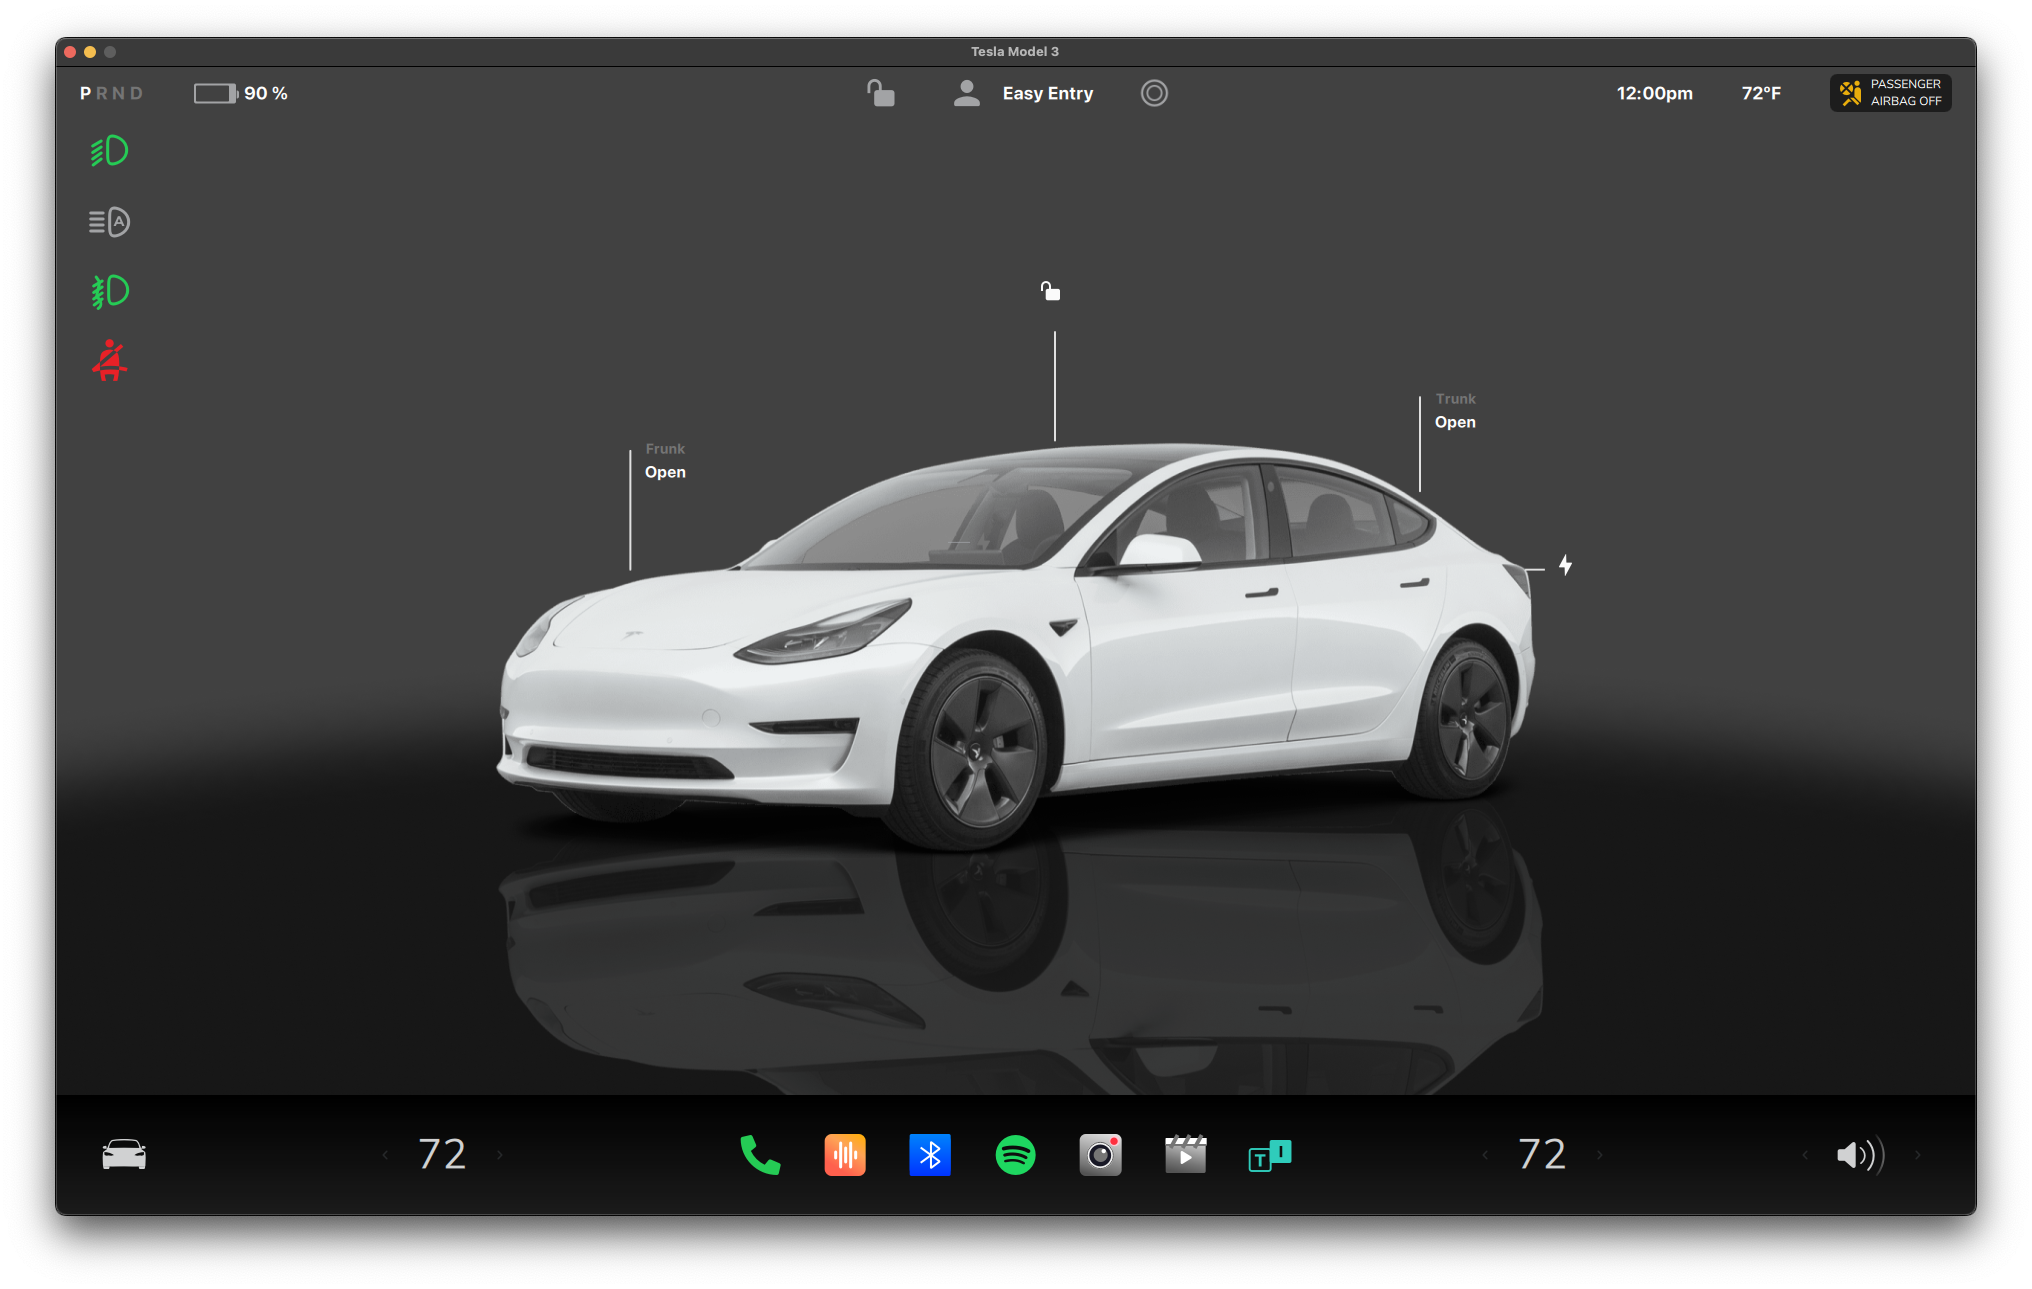 Tesla Model 3
P R N D
90 %
Easy Entry
12:00pm
72°F
PASSENGER
AIRBAG OFF
A
Trunk
Open
Frunk
Open
72
T I
72